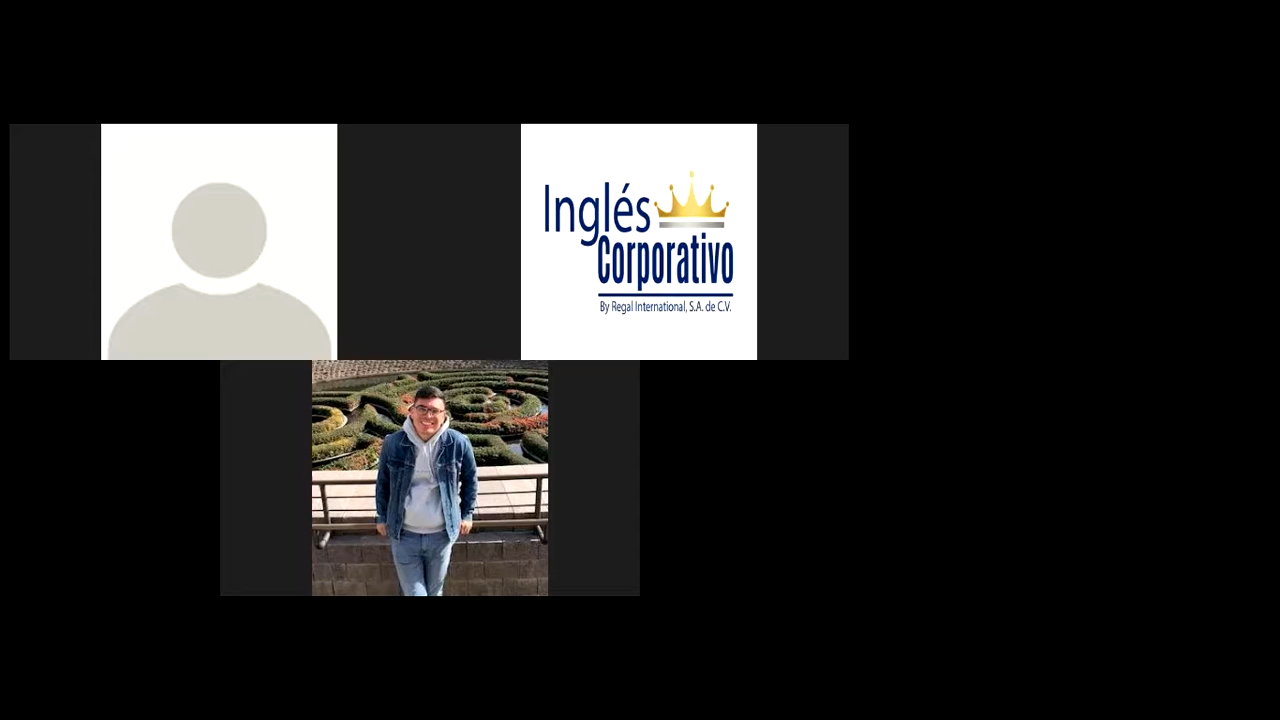 Inglés
Corporativo
By Regal International, S.A. de C.V.